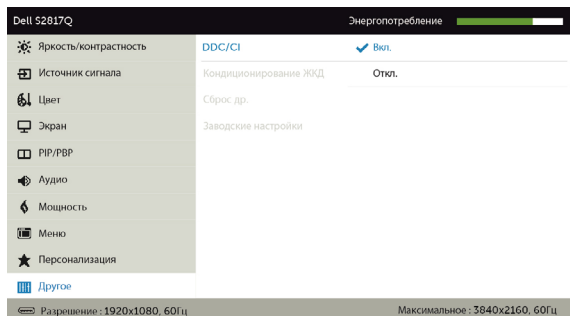 Dell S2817Q Энергопотребление
Яркость/контрастность DDC/CI Вкл.
Источник сигнала Кондиционирование ЖКД Откл.
Цвет Сброс др.
Экран Заводские настройки
PIP/PBP
Аудио
Мощность
Меню
Персонализация
Другое
Разрешение : 1920x1080, 60Гц Максимальное : 3840x2160, 60Гц